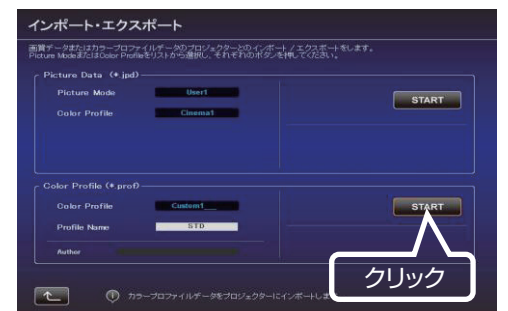 インポート・エクスポート
画質データまたはカラープロファイルデータのプロジェクターとのインポート / エクスポートをします。
Picture ModeまたはColor Profileをリストから選択し、それぞれのボタンを押してください。
Picture Data (*.jpd)
Picture Mode User1 START
Color Profile Cinema1
Color Profile (*.prof)
Color Profile Custom1__ START
Profile Name STD
Auther
クリック
カラープロファイルデータをプロジェクターにインポートしま